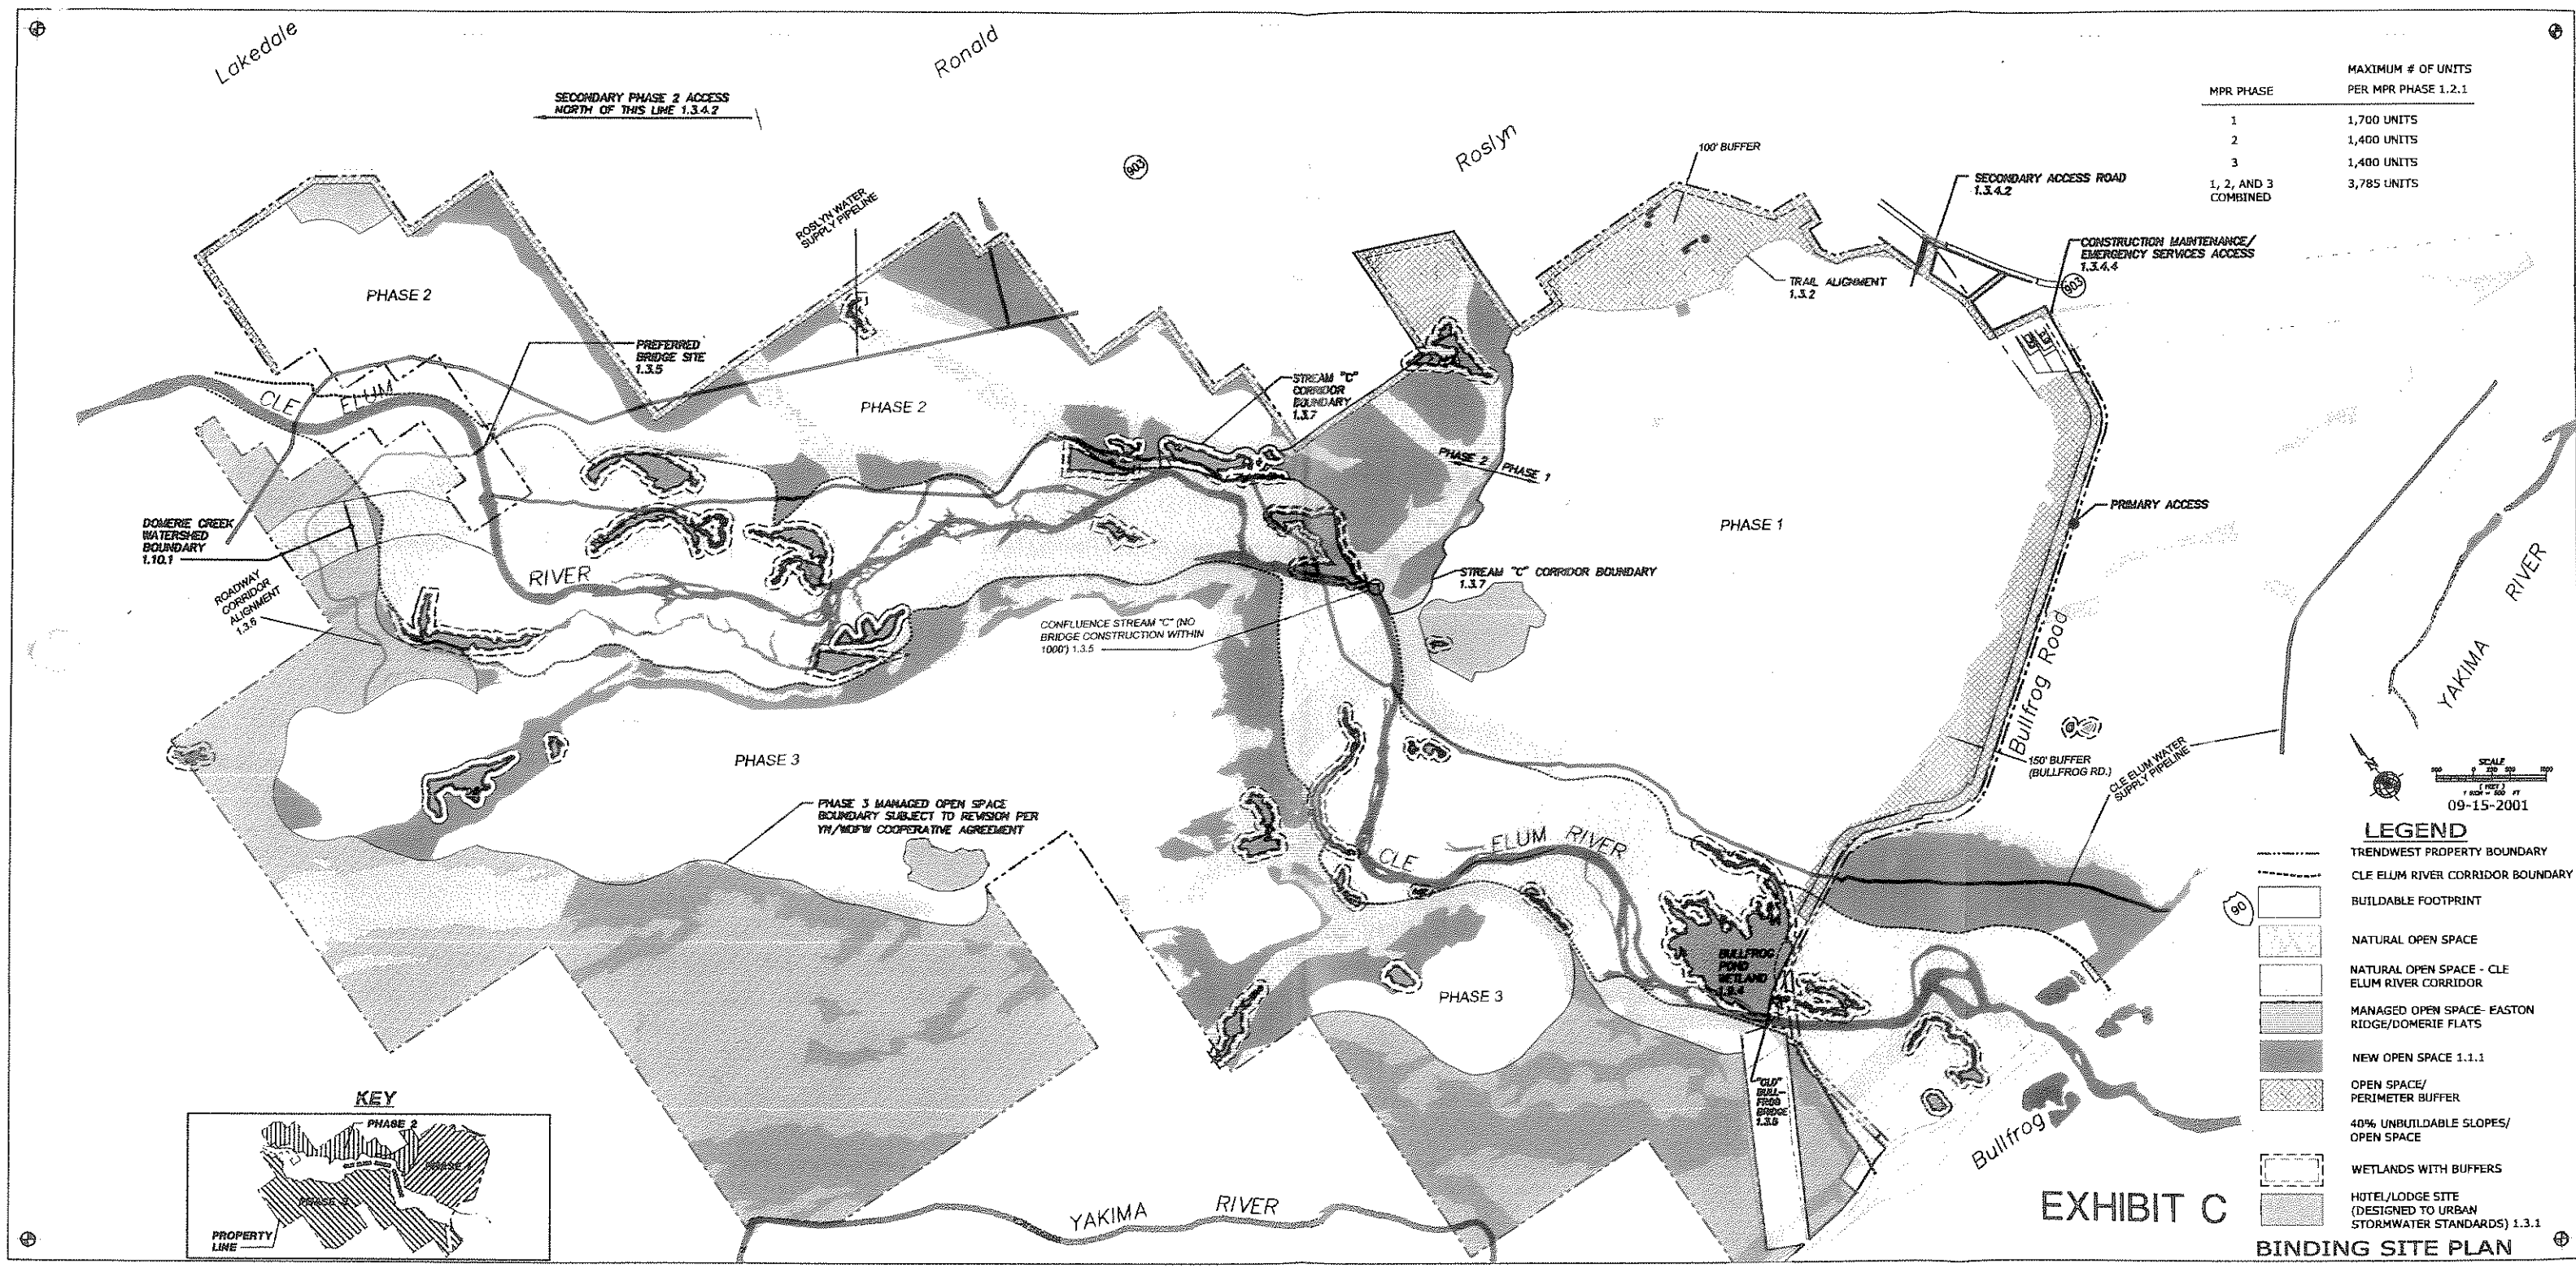 Lakedale
Ronald
SECONDARY PHASE 2 ACCESS
NORTH OF THIS LINE 1.3.4.2
903
Roslyn
MPR PHASE
MAXIMUM # OF UNITS
PER MPR PHASE 1.2.1
1 1,700 UNITS
2 1,400 UNITS
3 1,400 UNITS
1, 2, AND 3
COMBINED
3,785 UNITS
100' BUFFER
SECONDARY ACCESS ROAD
1.3.4.2
CONSTRUCTION MAINTENANCE/
EMERGENCY SERVICES ACCESS
1.3.4.4
903
TRAIL ALIGNMENT
1.3.2
ROSLYN WATER
SUPPLY PIPELINE
PHASE 2
PREFERRED
BRIDGE SITE
1.3.5
CLE ELUM
PHASE 2
STREAM "C"
CORRIDOR
BOUNDARY
1.3.7
PHASE 2
PHASE 1
PHASE 1
PRIMARY ACCESS
DOMERIE CREEK
WATERSHED
BOUNDARY
1.10.1
RIVER
ROADWAY
CORRIDOR
ALIGNMENT
1.3.6
STREAM "C" CORRIDOR BOUNDARY
1.3.7
CONFLUENCE STREAM "C" (NO
BRIDGE CONSTRUCTION WITHIN
1000') 1.3.5
Bullfrog Road
YAKIMA RIVER
PHASE 3
150' BUFFER
(BULLFROG RD.)
CLE ELUM WATER
SUPPLY PIPELINE
PHASE 3 MANAGED OPEN SPACE
BOUNDARY SUBJECT TO REVISION PER
YN/WDFW COOPERATIVE AGREEMENT
CLE ELUM RIVER
BULLFROG
POND
WETLAND
PHASE 3
"OLD"
BULL-
FROG
BRIDGE
Bullfrog
90
YAKIMA RIVER
KEY
PHASE 2
PHASE 1
PHASE 3
PROPERTY
LINE
SCALE
( FEET )
1 INCH = 500 FT
09-15-2001
LEGEND
TRENDWEST PROPERTY BOUNDARY
CLE ELUM RIVER CORRIDOR BOUNDARY
BUILDABLE FOOTPRINT
NATURAL OPEN SPACE
NATURAL OPEN SPACE - CLE
ELUM RIVER CORRIDOR
MANAGED OPEN SPACE- EASTON
RIDGE/DOMERIE FLATS
NEW OPEN SPACE 1.1.1
OPEN SPACE/
PERIMETER BUFFER
40% UNBUILDABLE SLOPES/
OPEN SPACE
WETLANDS WITH BUFFERS
HOTEL/LODGE SITE
(DESIGNED TO URBAN
STORMWATER STANDARDS) 1.3.1
EXHIBIT C
BINDING SITE PLAN